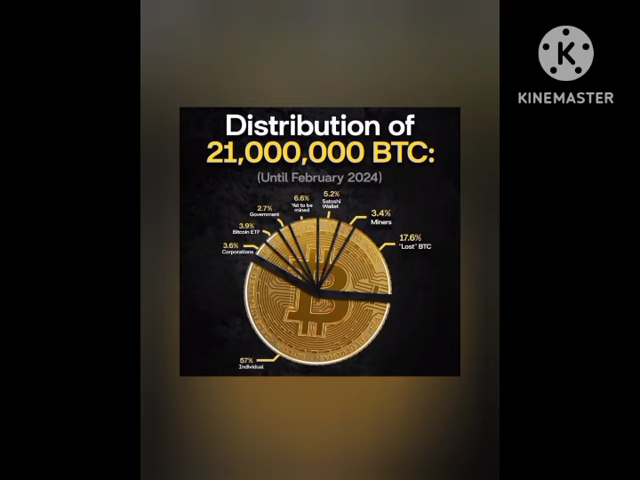 K
KINEMASTER
Distribution of
21,000,000 BTC:
(Until February 2024)
5.2%
Satoshi
Wallet
6.6%
Yet to be
mined
2.7%
Government
3.4%
Miners
3.9%
Bitcoin ETF
17.6%
"Lost" BTC
3.6%
Corporations
57%
Individual